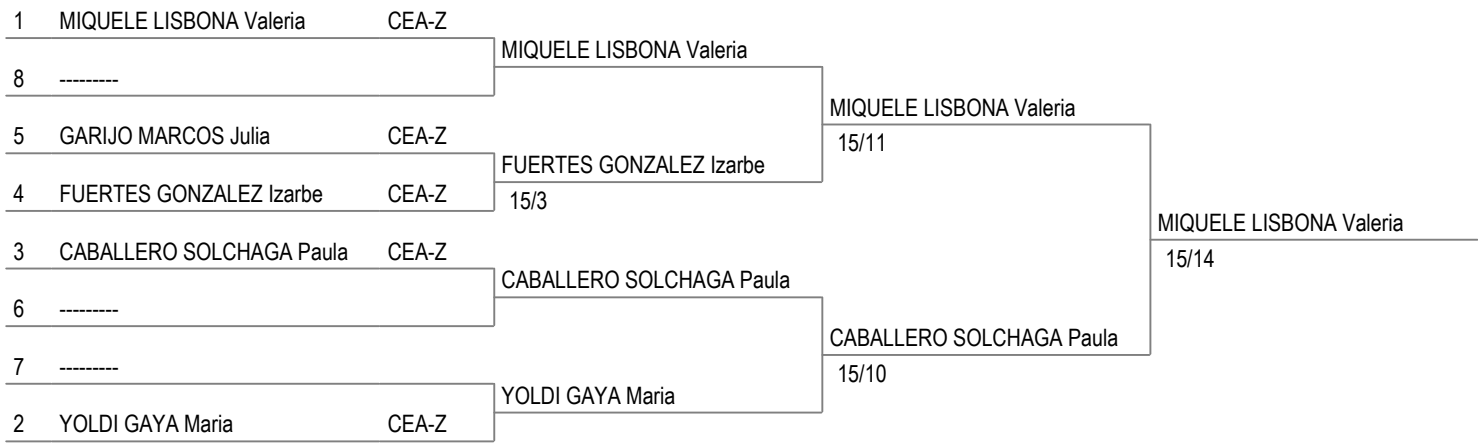 1 MIQUELE LISBONA Valeria CEA-Z
MIQUELE LISBONA Valeria
8 ---------
MIQUELE LISBONA Valeria
5 GARIJO MARCOS Julia CEA-Z
15/11
FUERTES GONZALEZ Izarbe
4 FUERTES GONZALEZ Izarbe CEA-Z
15/3
MIQUELE LISBONA Valeria
3 CABALLERO SOLCHAGA Paula CEA-Z
15/14
CABALLERO SOLCHAGA Paula
6 ---------
CABALLERO SOLCHAGA Paula
7 ---------
15/10
YOLDI GAYA Maria
2 YOLDI GAYA Maria CEA-Z